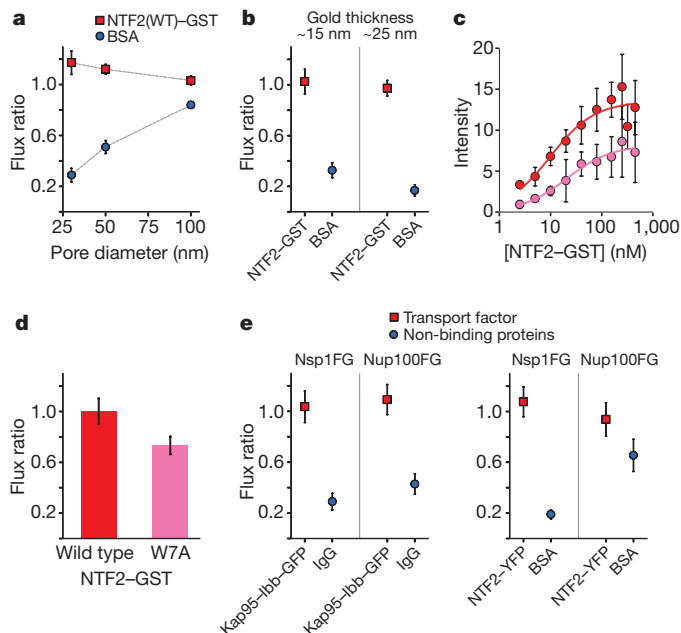 a
NTF2(WT)–GST
BSA
Flux ratio
1.0
0.6
0.2
25
50
75
100
Pore diameter (nm)
b
Gold thickness
~15 nm
~25 nm
Flux ratio
1.0
0.6
0.2
NTF2–GST
BSA
NTF2–GST
BSA
c
Intensity
20
15
10
5
0
1
10
100
1,000
[NTF2–GST] (nM)
d
Flux ratio
1.0
0.6
0.2
Wild type
W7A
NTF2–GST
e
Transport factor
Non-binding proteins
Nsp1FG
Nup100FG
Flux ratio
1.0
0.6
0.2
Kap95–Ibb–GFP
IgG
Kap95–Ibb–GFP
IgG
Nsp1FG
Nup100FG
1.0
0.6
0.2
NTF2–YFP
BSA
NTF2–YFP
BSA